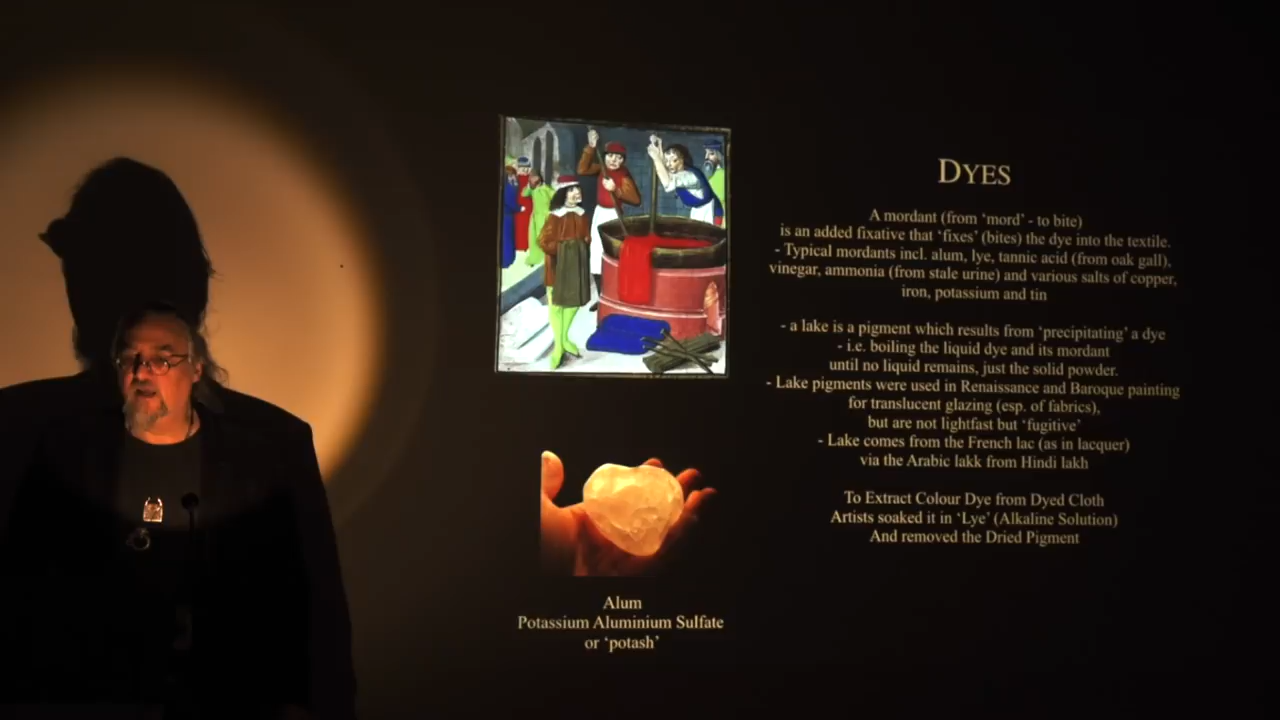 DYES
A mordant (from ‘mord’ - to bite)
is an added fixative that ‘fixes’ (bites) the dye into the textile.
- Typical mordants incl. alum, lye, tannic acid (from oak gall),
vinegar, ammonia (from stale urine) and various salts of copper,
iron, potassium and tin
- a lake is a pigment which results from ‘precipitating’ a dye
- i.e. boiling the liquid dye and its mordant
until no liquid remains, just the solid powder.
- Lake pigments were used in Renaissance and Baroque painting
for translucent glazing (esp. of fabrics),
but are not lightfast but ‘fugitive’
- Lake comes from the French lac (as in lacquer)
via the Arabic lakk from Hindi lakh
To Extract Colour Dye from Dyed Cloth
Artists soaked it in ‘Lye’ (Alkaline Solution)
And removed the Dried Pigment
Alum
Potassium Aluminium Sulfate
or ‘potash’